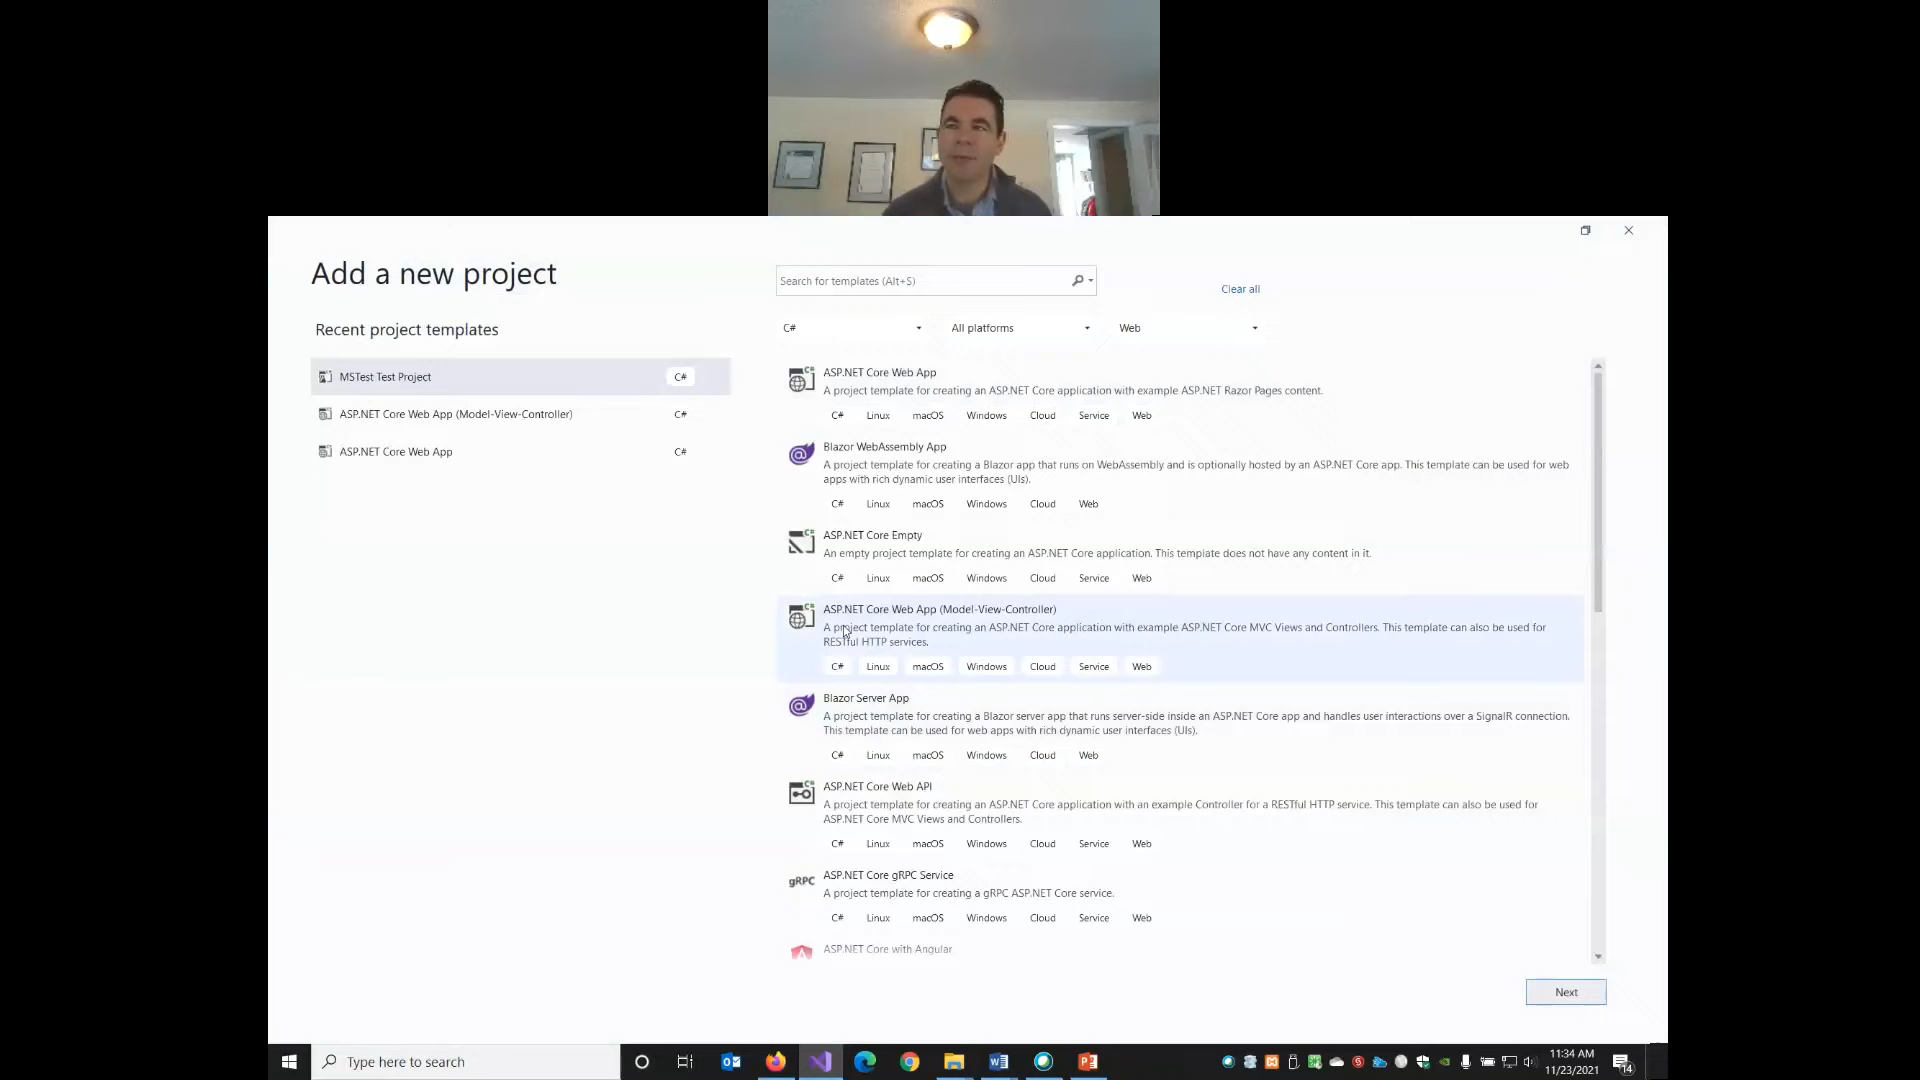 Add a new project
Recent project templates
MSTest Test Project C#
ASP.NET Core Web App (Model-View-Controller) C#
ASP.NET Core Web App C#
Search for templates (Alt+S)
Clear all
C# All platforms Web
ASP.NET Core Web App
A project template for creating an ASP.NET Core application with example ASP.NET Razor Pages content.
C# Linux macOS Windows Cloud Service Web
Blazor WebAssembly App
A project template for creating a Blazor app that runs on WebAssembly and is optionally hosted by an ASP.NET Core app. This template can be used for web
apps with rich dynamic user interfaces (UIs).
C# Linux macOS Windows Cloud Web
ASP.NET Core Empty
An empty project template for creating an ASP.NET Core application. This template does not have any content in it.
C# Linux macOS Windows Cloud Service Web
ASP.NET Core Web App (Model-View-Controller)
A project template for creating an ASP.NET Core application with example ASP.NET Core MVC Views and Controllers. This template can also be used for
RESTful HTTP services.
C# Linux macOS Windows Cloud Service Web
Blazor Server App
A project template for creating a Blazor server app that runs server-side inside an ASP.NET Core app and handles user interactions over a SignalR connection.
This template can be used for web apps with rich dynamic user interfaces (UIs).
C# Linux macOS Windows Cloud Web
ASP.NET Core Web API
A project template for creating an ASP.NET Core application with an example Controller for a RESTful HTTP service. This template can also be used for
ASP.NET Core MVC Views and Controllers.
C# Linux macOS Windows Cloud Service Web
gRPC ASP.NET Core gRPC Service
A project template for creating a gRPC ASP.NET Core service.
C# Linux macOS Windows Cloud Service Web
ASP.NET Core with Angular
Next
Type here to search
11:34 AM
11/23/2021
14